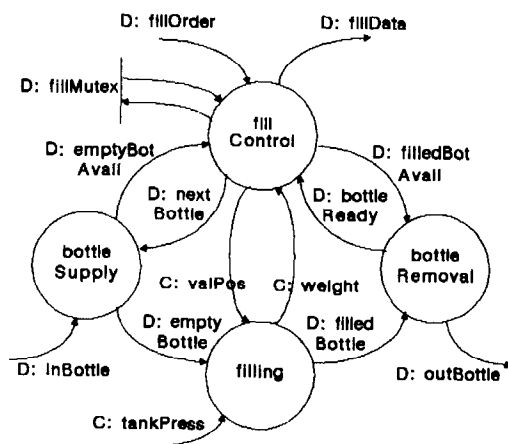 D: fillOrder
D: fillData
D: fillMutex
fill
Control
D: emptyBot
Avail
D: filledBot
Avail
D: next
Bottle
D: bottle
Ready
bottle
Supply
bottle
Removal
C: valPos
C: weight
D: empty
Bottle
D: filled
Bottle
D: inBottle
filling
D: outBottle
C: tankPress